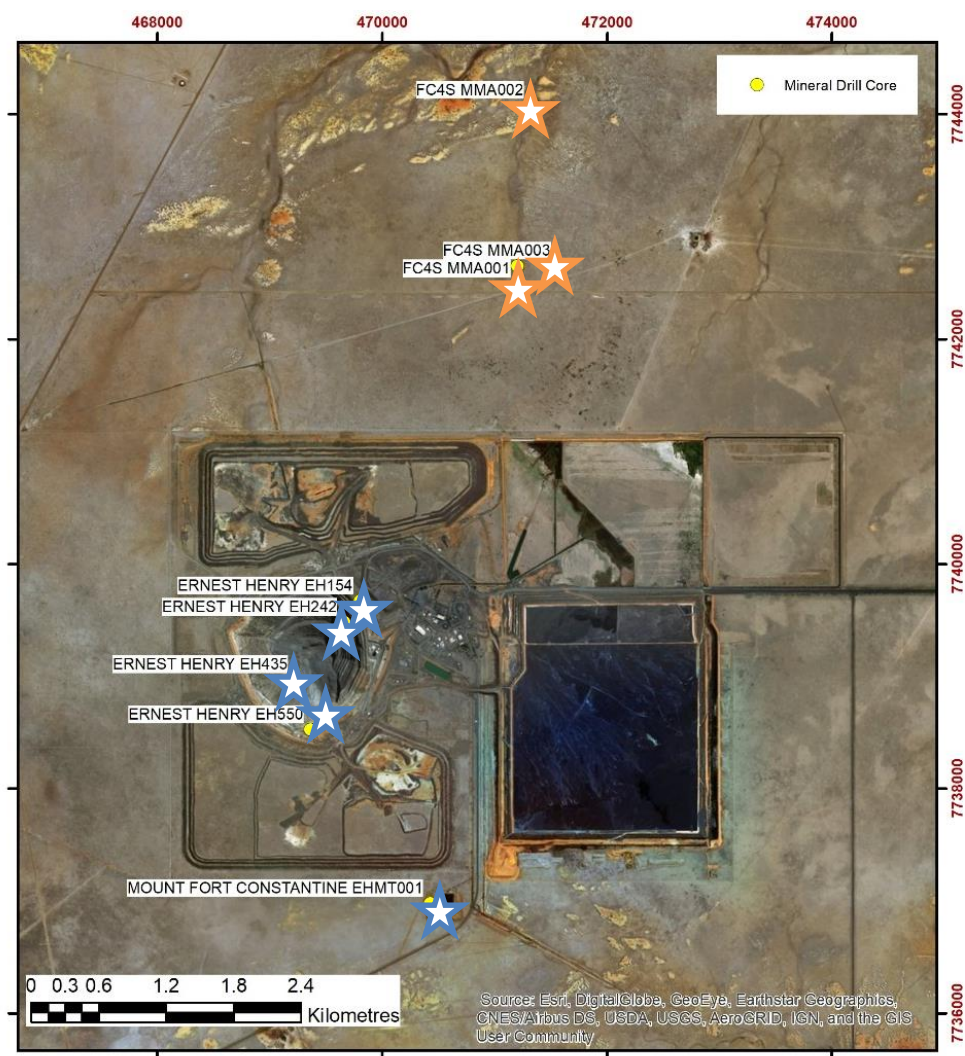 468000
470000
472000
474000
FC4S MMA002
Mineral Drill Core
7744000
FC4S MMA003
FC4S MMA001
7742000
7740000
ERNEST HENRY EH154
ERNEST HENRY EH242
ERNEST HENRY EH435
ERNEST HENRY EH550
7738000
MOUNT FORT CONSTANTINE EHMT001
0 0.3 0.6 1.2 1.8 2.4
Kilometres
Source: Esri, DigitalGlobe, GeoEye, Earthstar Geographics,
CNES/Airbus DS, USDA, USGS, AeroGRID, IGN, and the GIS
User Community
7736000